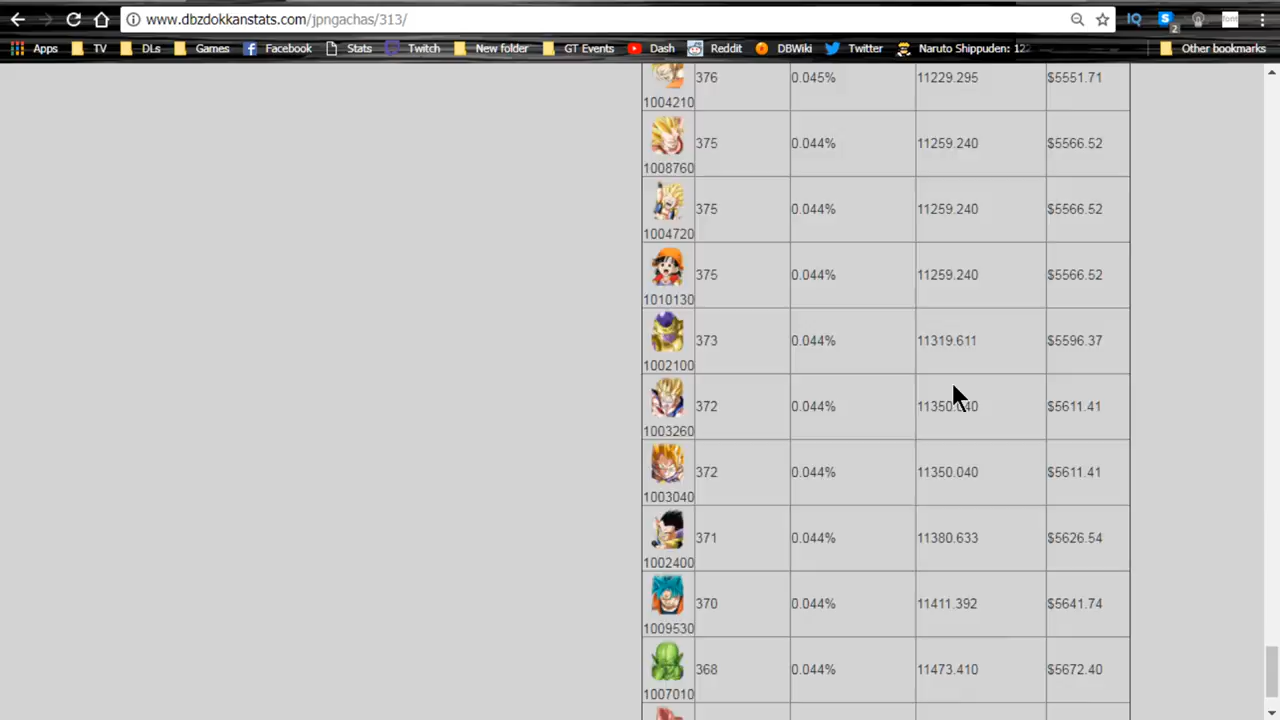 www.dbzdokkanstats.com/jpngachas/313/
Apps TV DLs Games Facebook Stats Twitch New folder GT Events Dash Reddit DBWiki Twitter Naruto Shippuden: 12 Other bookmarks
1004210 376 0.045% 11229.295 $5551.71
1008760 375 0.044% 11259.240 $5566.52
1004720 375 0.044% 11259.240 $5566.52
1010130 375 0.044% 11259.240 $5566.52
1002100 373 0.044% 11319.611 $5596.37
1003260 372 0.044% 11350.040 $5611.41
1003040 372 0.044% 11350.040 $5611.41
1002400 371 0.044% 11380.633 $5626.54
1009530 370 0.044% 11411.392 $5641.74
1007010 368 0.044% 11473.410 $5672.40